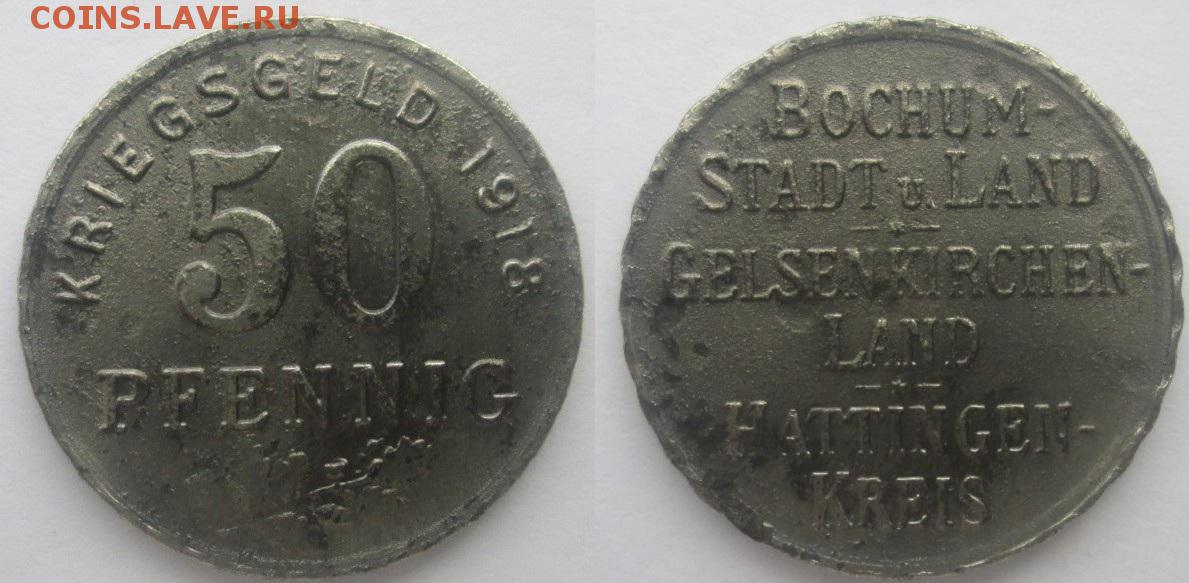 COINS.LAVE.RU
KRIEGSGELD 1918
50
PFENNIG
BOCHUM-
STADT u. LAND
GELSENKIRCHEN-
LAND
HATTINGEN-
KREIS